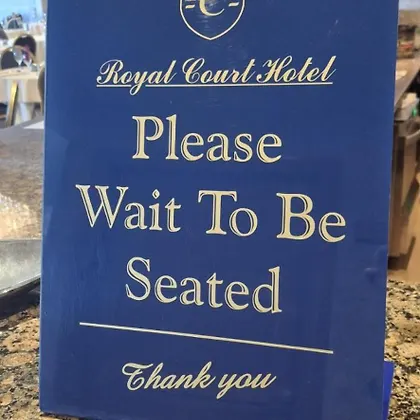 C
Royal Court Hotel
Please
Wait To Be
Seated
Thank you